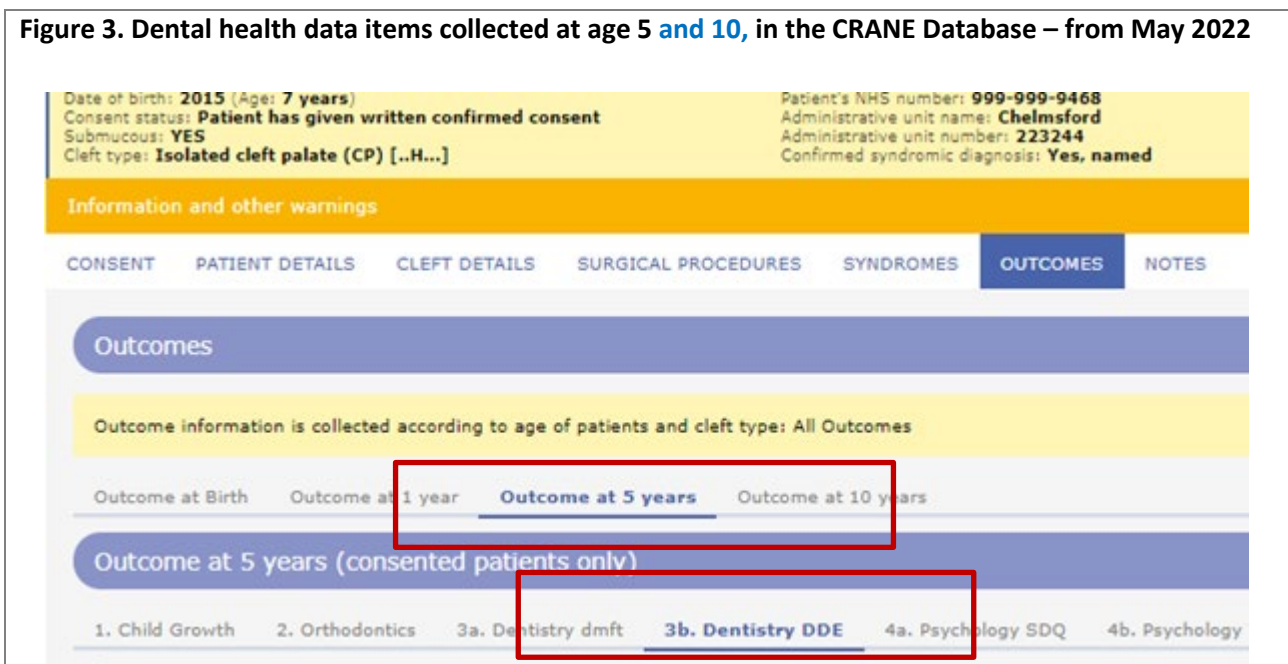 Figure 3. Dental health data items collected at age 5 and 10, in the CRANE Database – from May 2022
Date of birth: 2015 (Age: 7 years)
Consent status: Patient has given written confirmed consent
Submucous: YES
Cleft type: Isolated cleft palate (CP) [..H...]
Patient's NHS number: 999-999-9468
Administrative unit name: Chelmsford
Administrative unit number: 223244
Confirmed syndromic diagnosis: Yes, named
Information and other warnings
CONSENT PATIENT DETAILS CLEFT DETAILS SURGICAL PROCEDURES SYNDROMES OUTCOMES NOTES
Outcomes
Outcome information is collected according to age of patients and cleft type: All Outcomes
Outcome at Birth Outcome at 1 year Outcome at 5 years Outcome at 10 years
Outcome at 5 years (consented patients only)
1. Child Growth 2. Orthodontics 3a. Dentistry dmft 3b. Dentistry DDE 4a. Psychology SDQ 4b. Psychology